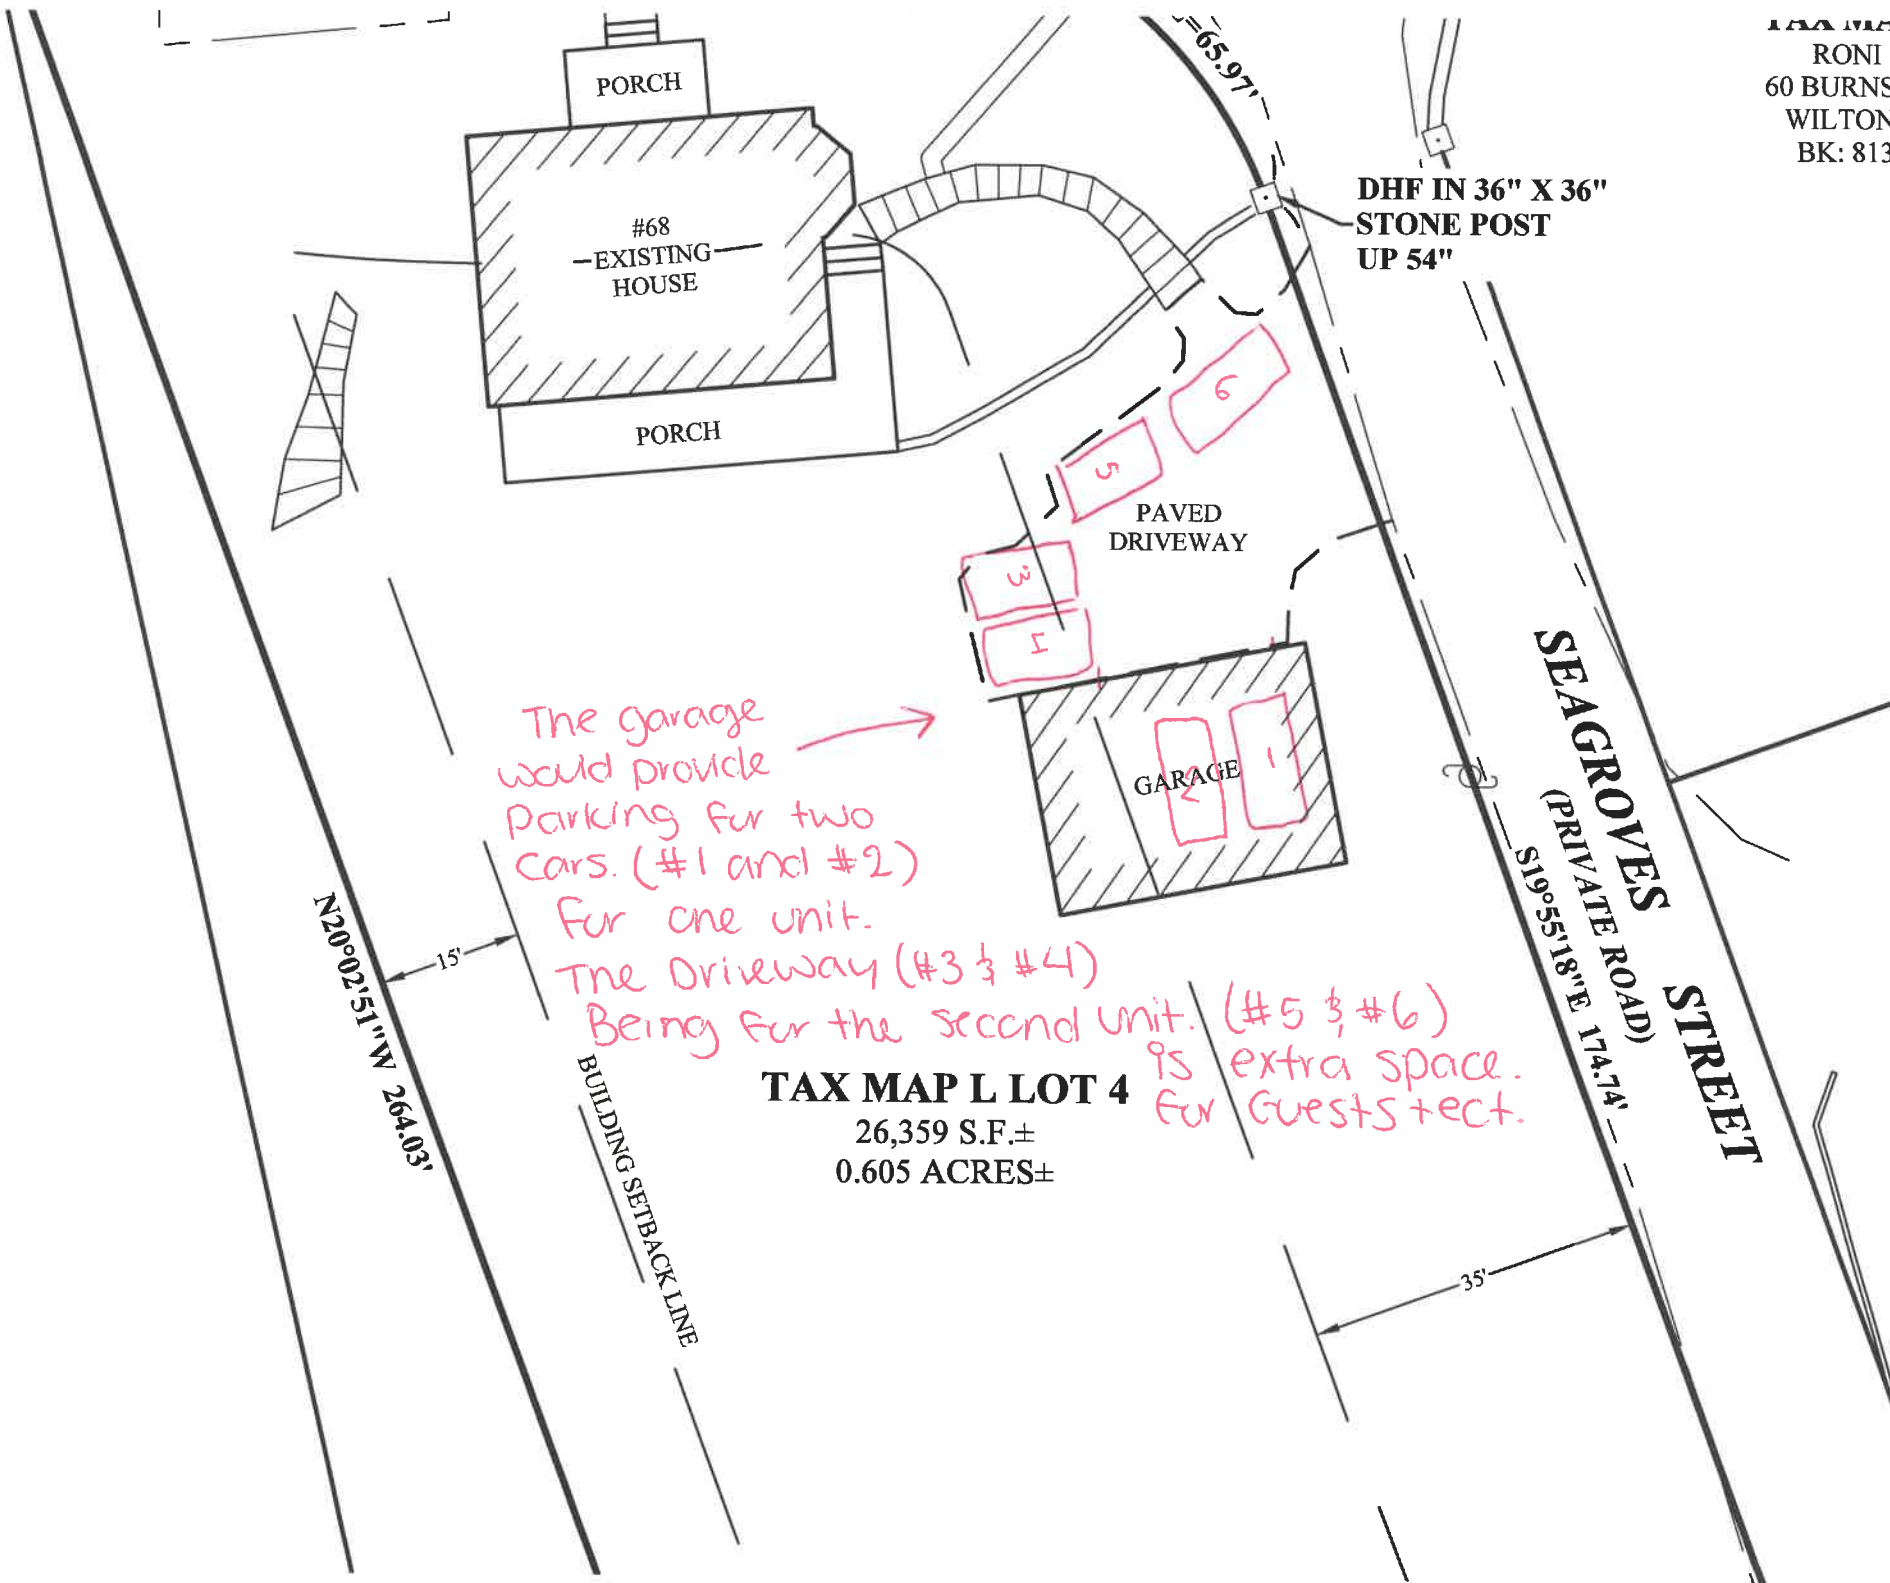 PORCH
=65.97'
RONI
60 BURNS
WILTON
BK: 813
DHF IN 36" X 36"
STONE POST
UP 54"
#68
EXISTING
HOUSE
PORCH
6
5
PAVED
DRIVEWAY
3
4
GARAGE
2
1
The garage
would provide
parking for two
cars. (#1 and #2)
For one unit.
The Driveway (#3 & #4)
Being for the second unit. (#5 & #6)
is extra space.
for Guests + ect.
N20°02'51"W 264.03'
15'
BUILDING SETBACK LINE
TAX MAP L LOT 4
26,359 S.F.±
0.605 ACRES±
SEAGROVES STREET
(PRIVATE ROAD)
S19°55'18"E 174.74'
35'